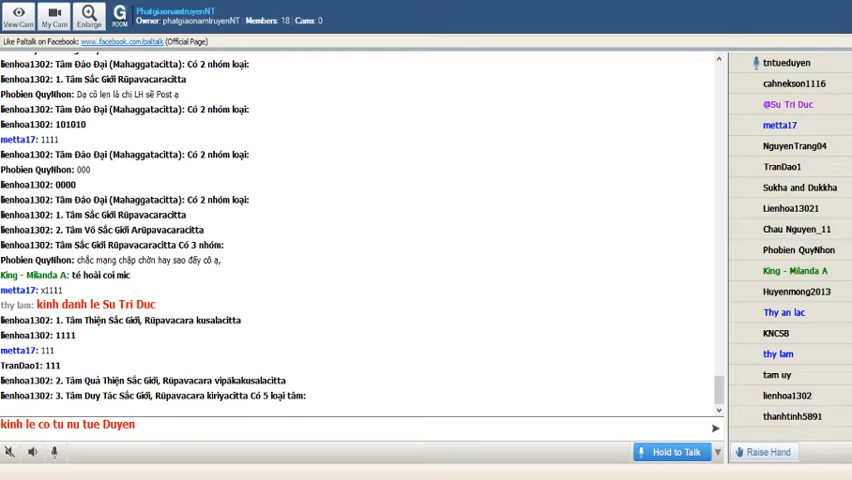 PhatgiaonamtruyenNT
Owner: phatgiaonamtruyenNT | Members: 18 | Cams: 0
View Cam
My Cam
Enlarge
G ROOM
Like Paltalk on Facebook: www.facebook.com/paltalk (Official Page)
lienhoa1302: Tâm Đáo Đại (Mahaggatacitta): Có 2 nhóm loại:
lienhoa1302: 1. Tâm Sắc Giới Rūpavacaracitta
Phobien QuyNhon: Dạ cô len là chị LH sẽ Post ạ
lienhoa1302: Tâm Đáo Đại (Mahaggatacitta): Có 2 nhóm loại:
lienhoa1302: 101010
metta17: 1111
lienhoa1302: Tâm Đáo Đại (Mahaggatacitta): Có 2 nhóm loại:
Phobien QuyNhon: 000
lienhoa1302: 0000
lienhoa1302: Tâm Đáo Đại (Mahaggatacitta): Có 2 nhóm loại:
lienhoa1302: 1. Tâm Sắc Giới Rūpavacaracitta
lienhoa1302: 2. Tâm Vô Sắc Giới Arūpavacaracitta
lienhoa1302: Tâm Sắc Giới Rūpavacaracitta Có 3 nhóm:
Phobien QuyNhon: chắc mạng chập chờn hay sao đấy cô ạ,
King - Milanda A: té hoài coi mic
metta17: x1111
thy lam: kinh danh le Su Tri Duc
lienhoa1302: 1. Tâm Thiện Sắc Giới, Rūpavacara kusalacitta
lienhoa1302: 1111
metta17: 111
TranDao1: 111
lienhoa1302: 2. Tâm Quả Thiện Sắc Giới, Rūpavacara vipākakusalacitta
lienhoa1302: 3. Tâm Duy Tác Sắc Giới, Rūpavacara kiriyacitta Có 5 loại tâm:
kinh le co tu nu tue Duyen
Hold to Talk
tntueduyen
cahnekson1116
@Su Tri Duc
metta17
NguyenTrang04
TranDao1
Sukha and Dukkha
Lienhoa13021
Chau Nguyen_11
Phobien QuyNhon
King - Milanda A
Huyenmong2013
Thy an lac
KNCSB
thy lam
tam uy
lienhoa1302
thanhtinh5891
Raise Hand